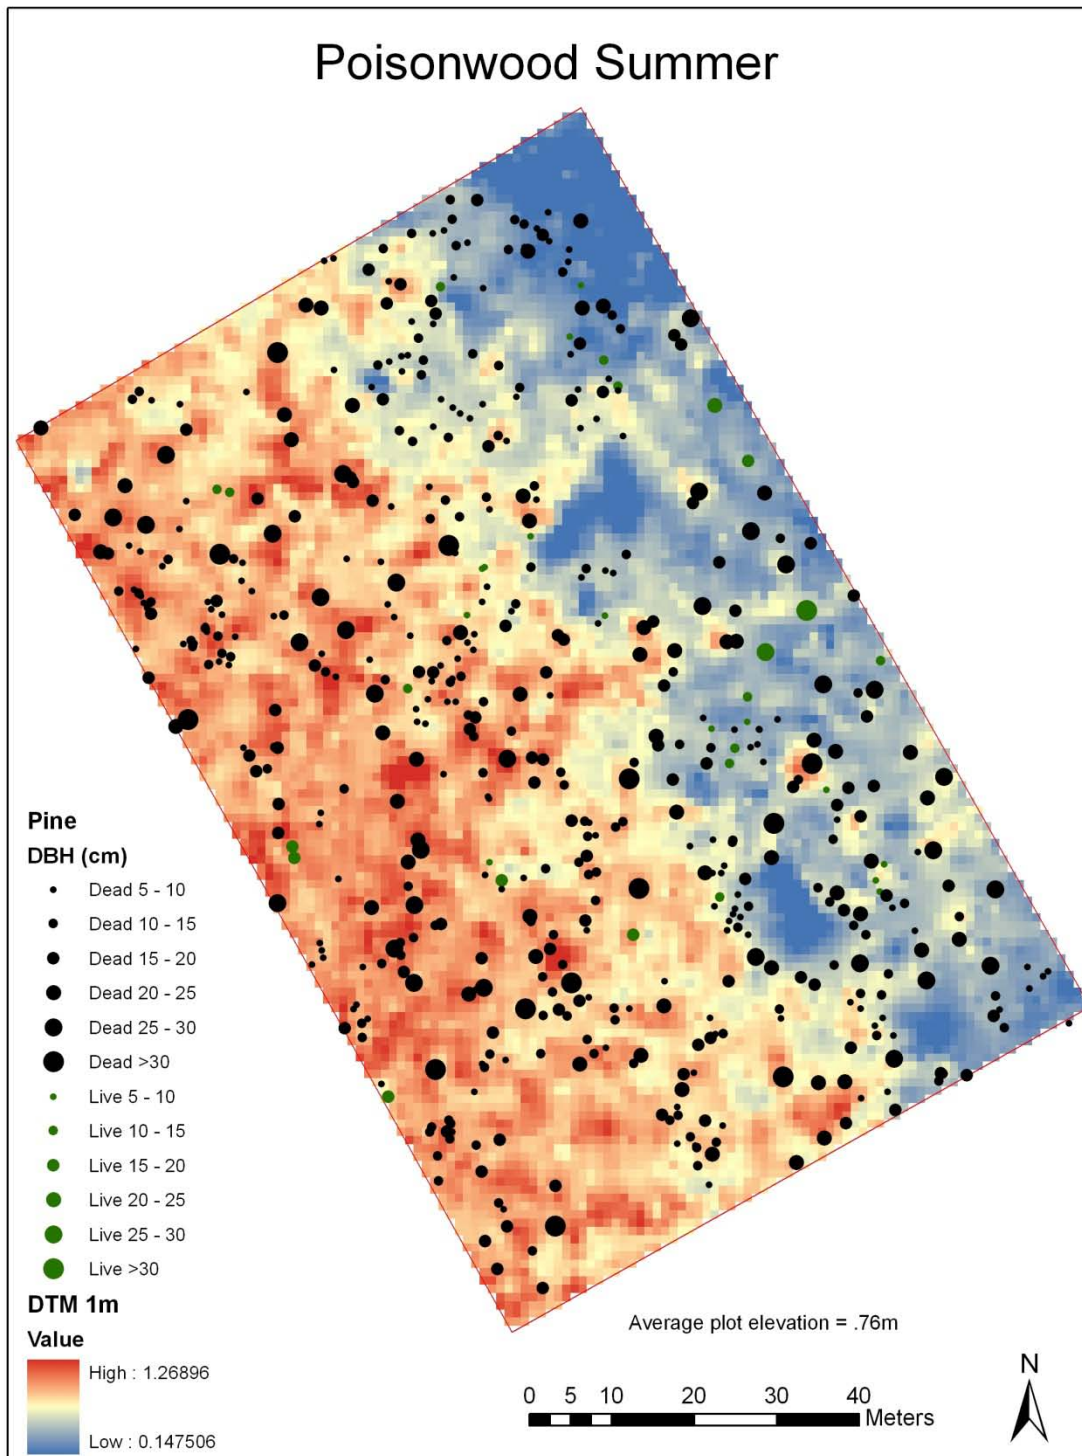 Poisonwood Summer
Pine
DBH (cm)
Dead 5 - 10
Dead 10 - 15
Dead 15 - 20
Dead 20 - 25
Dead 25 - 30
Dead >30
Live 5 - 10
Live 10 - 15
Live 15 - 20
Live 20 - 25
Live 25 - 30
Live >30
DTM 1m
Value
High : 1.26896
Low : 0.147506
Average plot elevation = .76m
0 5 10 20 30 40
Meters
N